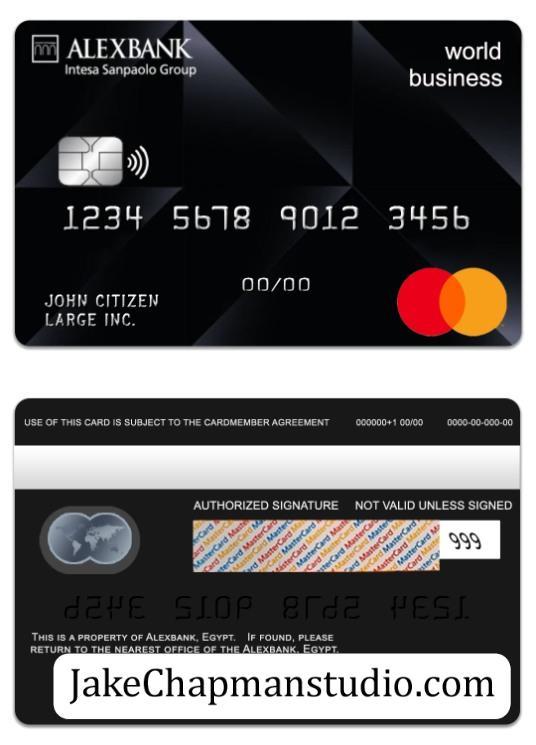 ALEXBANK
Intesa Sanpaolo Group
world
business
1234 5678 9012 3456
00/00
JOHN CITIZEN
LARGE INC.
USE OF THIS CARD IS SUBJECT TO THE CARDMEMBER AGREEMENT 000000+1 00/00 0000-00-000-00
AUTHORIZED SIGNATURE NOT VALID UNLESS SIGNED
MasterCard
999
THIS IS A PROPERTY OF ALEXBANK, EGYPT. IF FOUND, PLEASE
RETURN TO THE NEAREST OFFICE OF THE ALEXBANK, EGYPT.
JakeChapmanstudio.com